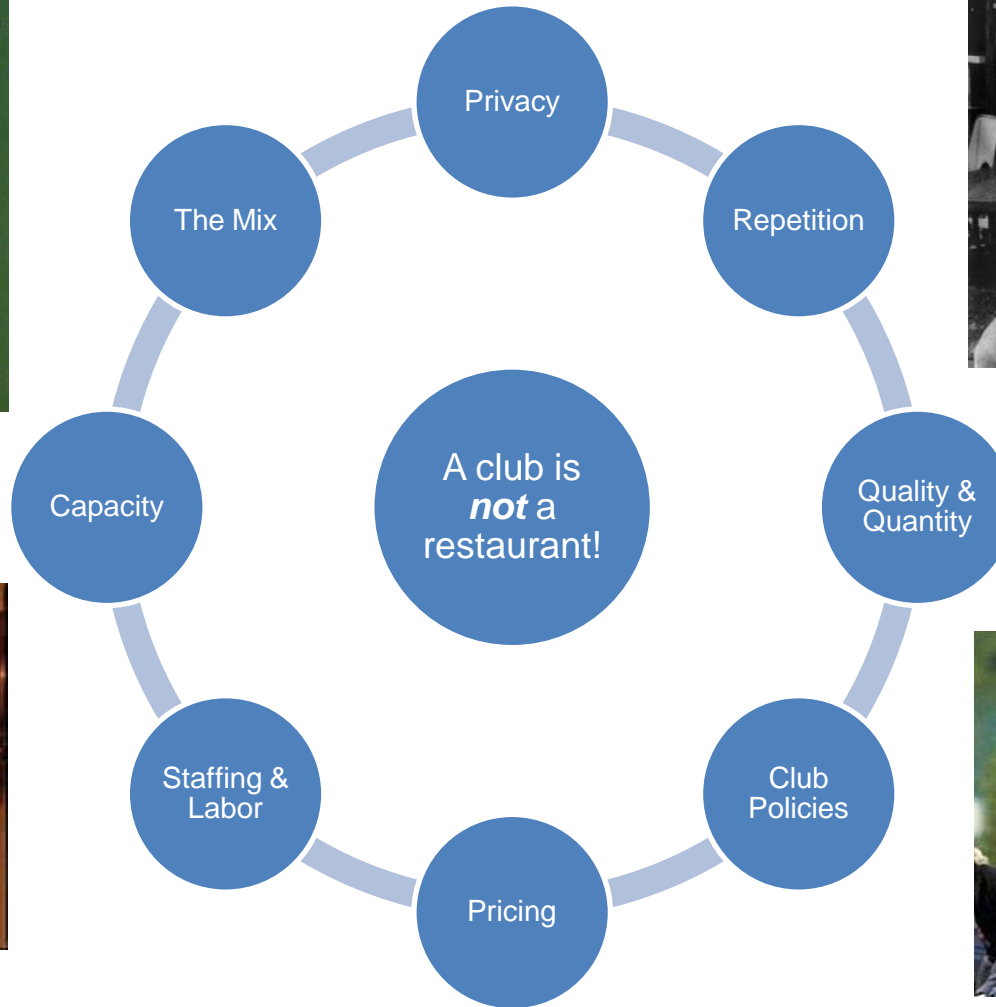 Privacy
The Mix
Repetition
A club is
not a
restaurant!
Capacity
Quality &
Quantity
Staffing &
Labor
Club
Policies
Pricing